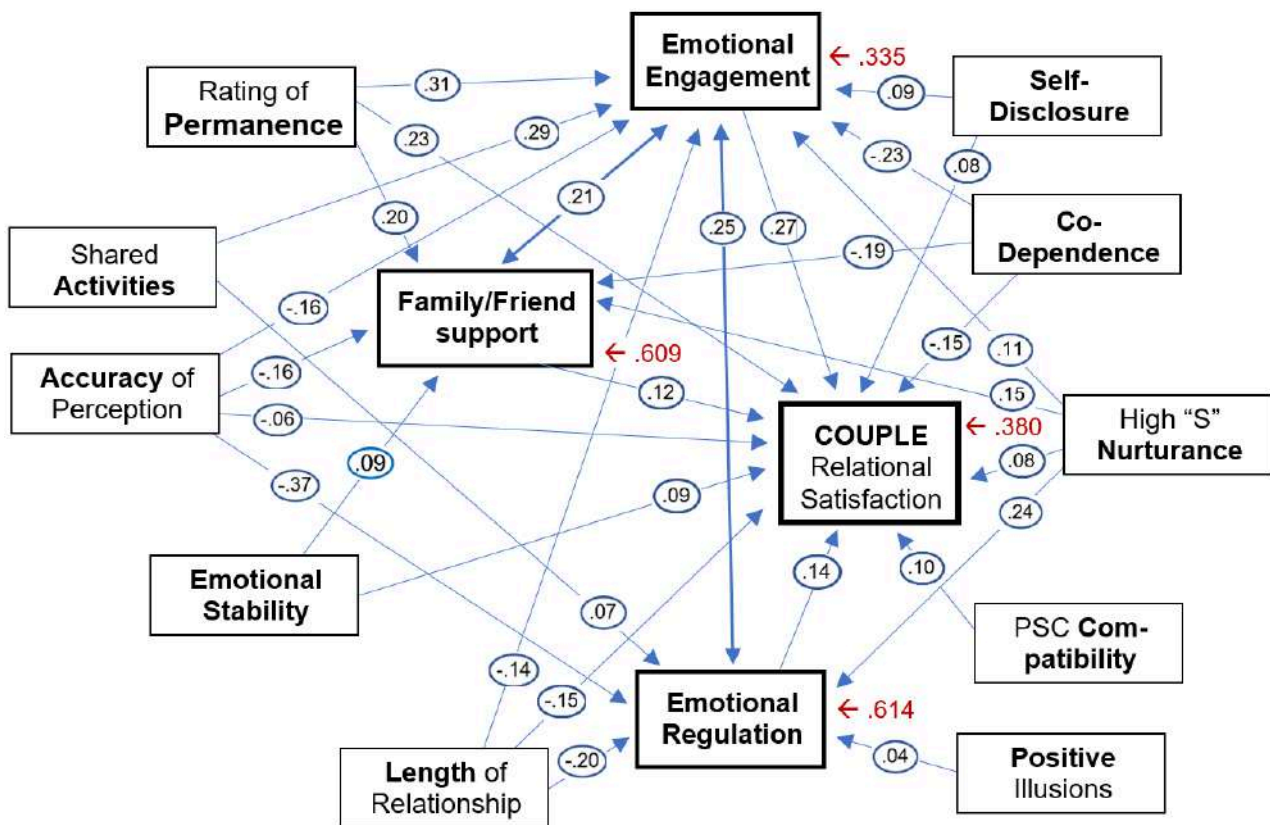 Emotional
Engagement
← .335
Self-
Disclosure
Rating of
Permanence
.31
.09
.23
.29
-.23
.08
.20
.21
.25
.27
Co-
Dependence
Shared
Activities
-.19
Family/Friend
support
-.16
← .609
-.15
.11
Accuracy of
Perception
-.16
.12
.15
-.06
COUPLE
Relational
Satisfaction
← .380
High “S”
Nurturance
.09
-.37
.09
.08
.24
Emotional
Stability
.14
.10
.07
PSC Com-
patibility
-.14
-.15
Emotional
Regulation
← .614
-.20
.04
Length of
Relationship
Positive
Illusions